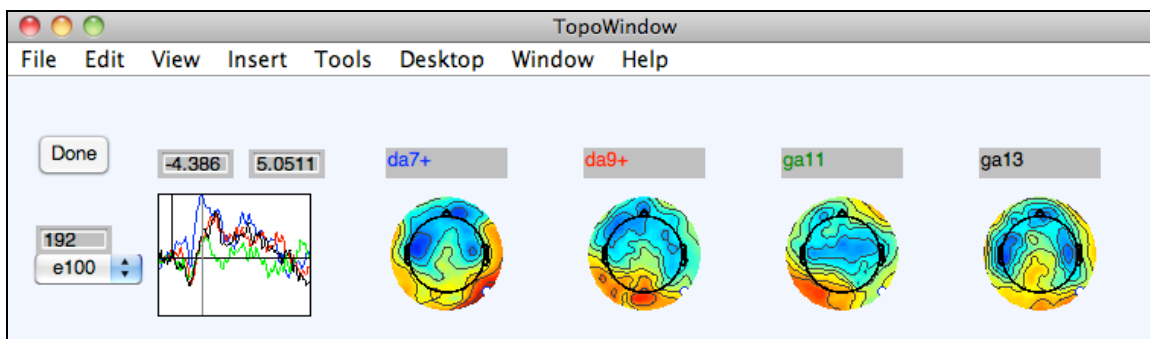 TopoWindow
File Edit View Insert Tools Desktop Window Help
Done
-4.386 5.0511 da7+ da9+ ga11 ga13
192
e100